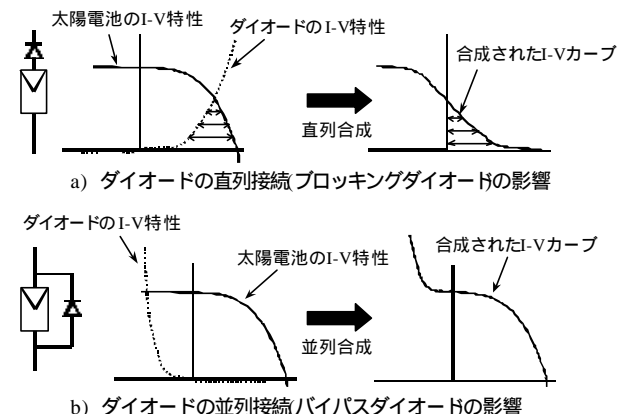 太陽電池のI-V特性
ダイオードのI-V特性
合成されたI-Vカーブ
直列合成
a) ダイオードの直列接続(ブロッキングダイオード)の影響
ダイオードのI-V特性
太陽電池のI-V特性
合成されたI-Vカーブ
並列合成
b) ダイオードの並列接続(バイパスダイオード)の影響